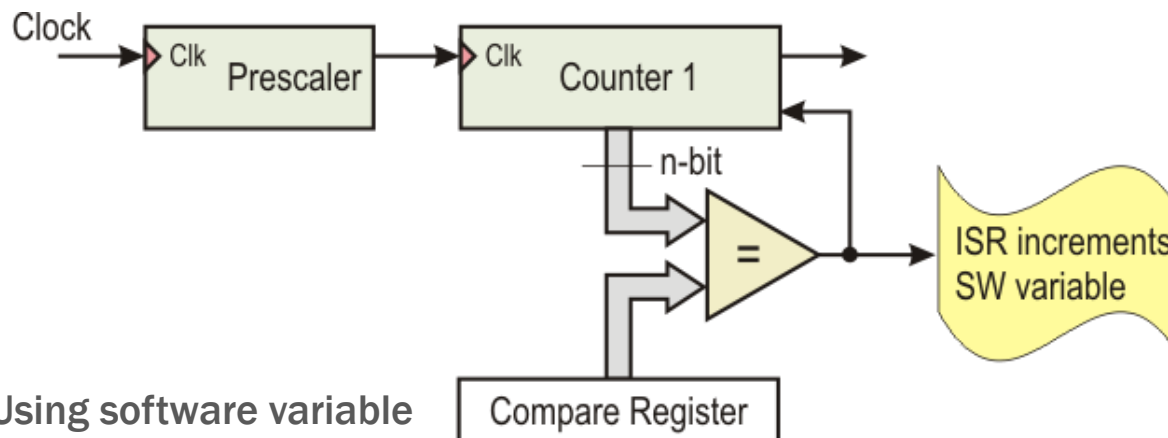 Clock
Clk
Prescaler
Clk
Counter 1
n-bit
=
ISR increments
SW variable
Using software variable
Compare Register